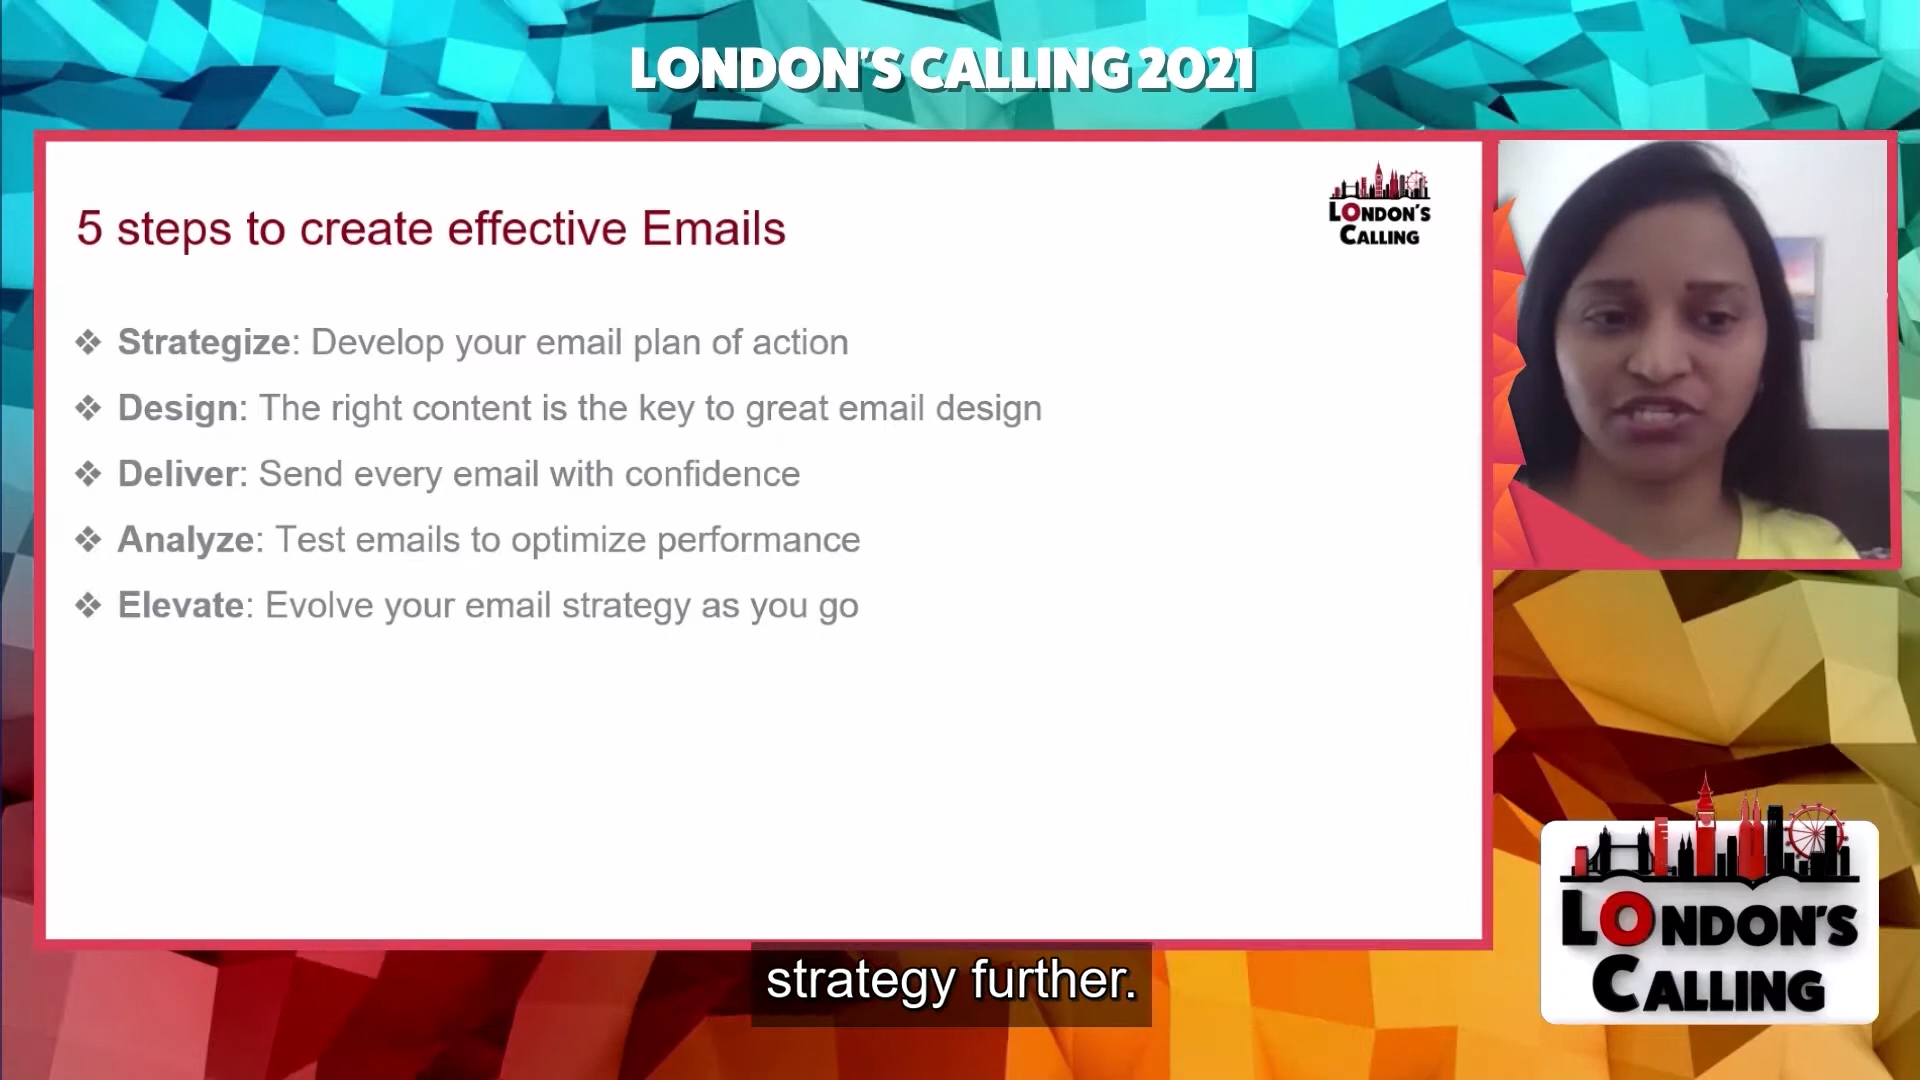 LONDON'S CALLING 2021
LONDON'S
CALLING
5 steps to create effective Emails
❖ Strategize: Develop your email plan of action
❖ Design: The right content is the key to great email design
❖ Deliver: Send every email with confidence
❖ Analyze: Test emails to optimize performance
❖ Elevate: Evolve your email strategy as you go
strategy further.
LONDON'S
CALLING